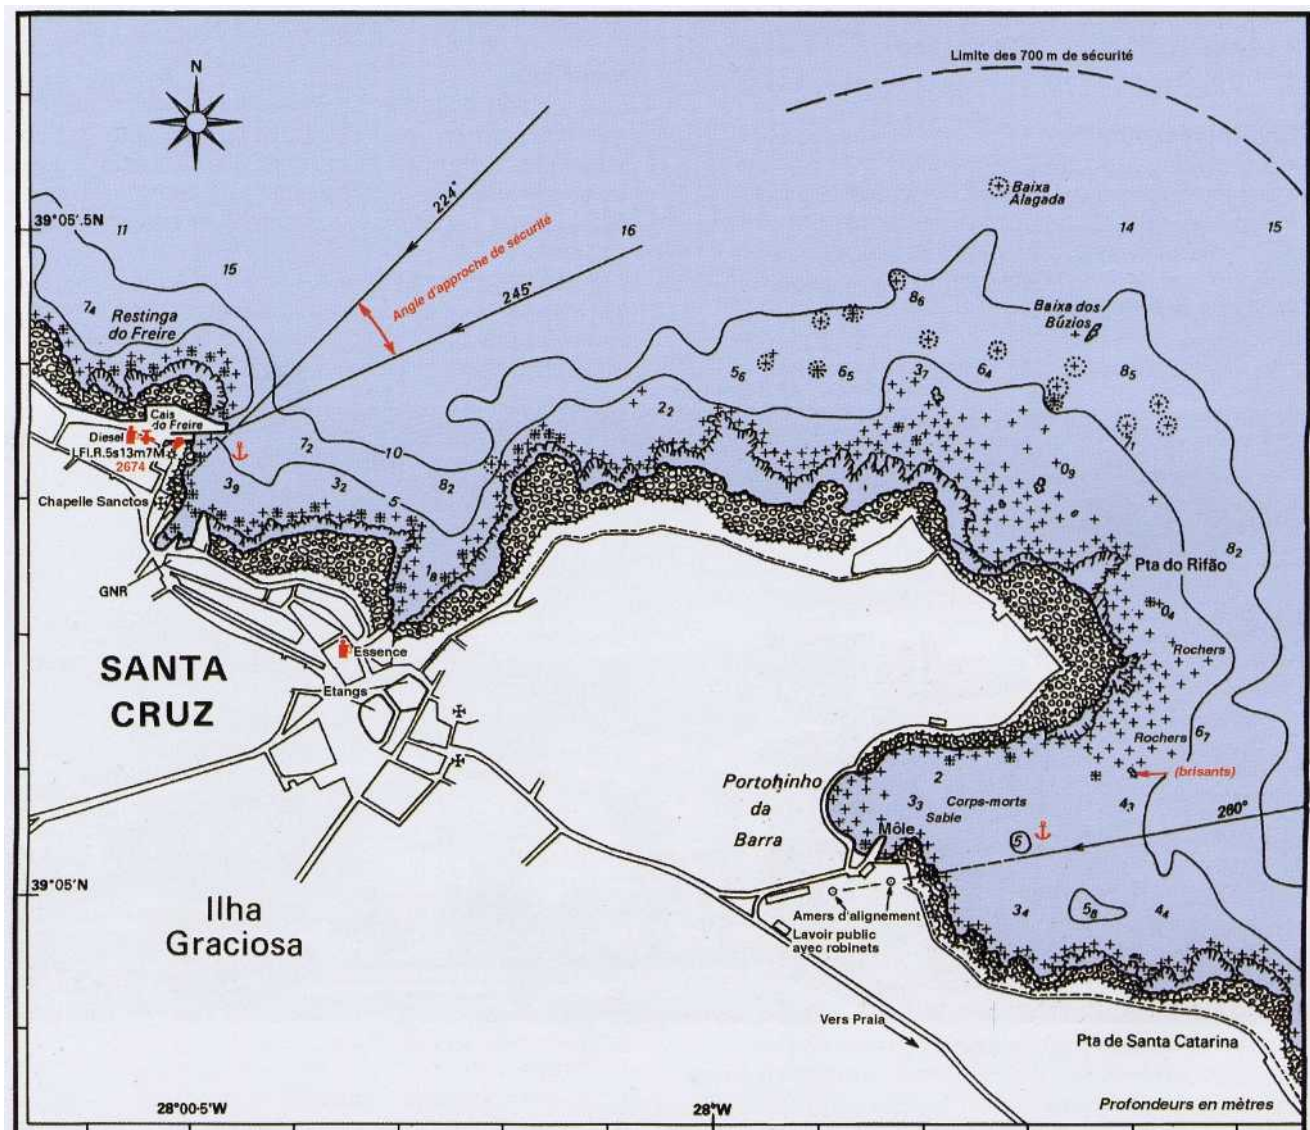 Limite des 700 m de sécurité
N
Baixa
Alagada
224°
39°05'.5N
11
16
14
15
Angle d'approche de sécurité
15
245°
7₄
Restinga
do Freire
8₆
Baixa dos
Búzios
5₆
6₅
3₇
6₄
8₅
Cais
do Freire
2₂
Diesel
LFl.R.5s13m7M
2674
7₂
10
1₁
0₉
3₉
3₂
5
8₂
Chapelle Sanctos
8₂
Pta do Rifão
1₈
GNR
0₄
Essence
Rochers
SANTA
CRUZ
Etangs
Rochers
6₇
(brisants)
Portohinho
da
Barra
2
3₃
Corps-morts
Sable
4₃
260°
Môle
5
39°05'N
Ilha
Graciosa
Amers d'alignement
3₄
5₈
4₄
Lavoir public
avec robinets
Vers Praia
Pta de Santa Catarina
28°00·5'W
28°W
Profondeurs en mètres